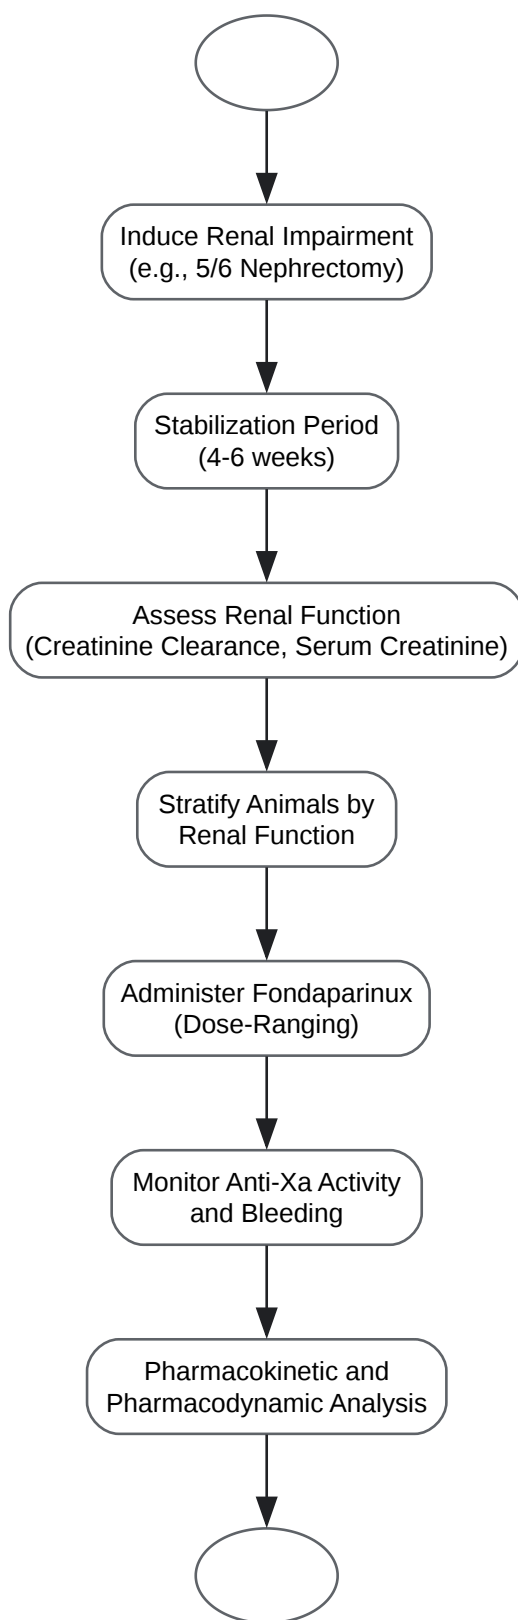 Induce Renal Impairment
(e.g., 5/6 Nephrectomy)
Stabilization Period
(4-6 weeks)
Assess Renal Function
(Creatinine Clearance, Serum Creatinine)
Stratify Animals by
Renal Function
Administer Fondaparinux
(Dose-Ranging)
Monitor Anti-Xa Activity
and Bleeding
Pharmacokinetic and
Pharmacodynamic Analysis